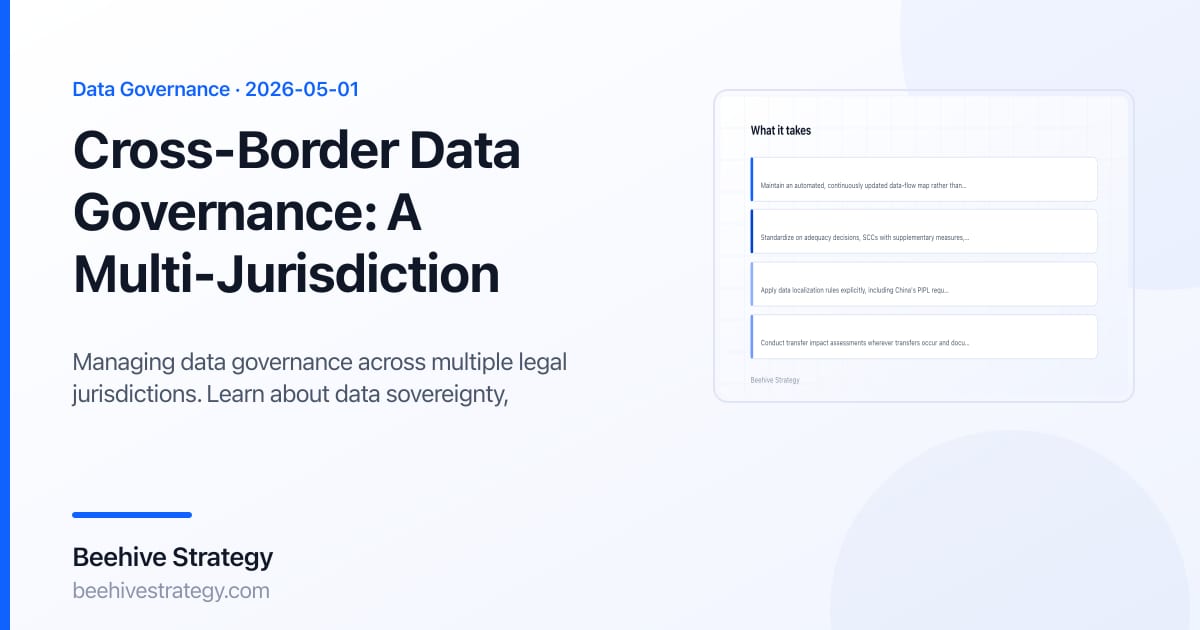 Data Governance · 2026-05-01
Cross-Border Data
Governance: A
Multi-Jurisdiction
Managing data governance across multiple legal
jurisdictions. Learn about data sovereignty,
Beehive Strategy
beehivestrategy.com
What it takes
Maintain an automated, continuously updated data-flow map rather than...
Standardize on adequacy decisions, SCCs with supplementary measures,...
Apply data localization rules explicitly, including China's PIPL requ...
Conduct transfer impact assessments wherever transfers occur and docu...
Beehive Strategy